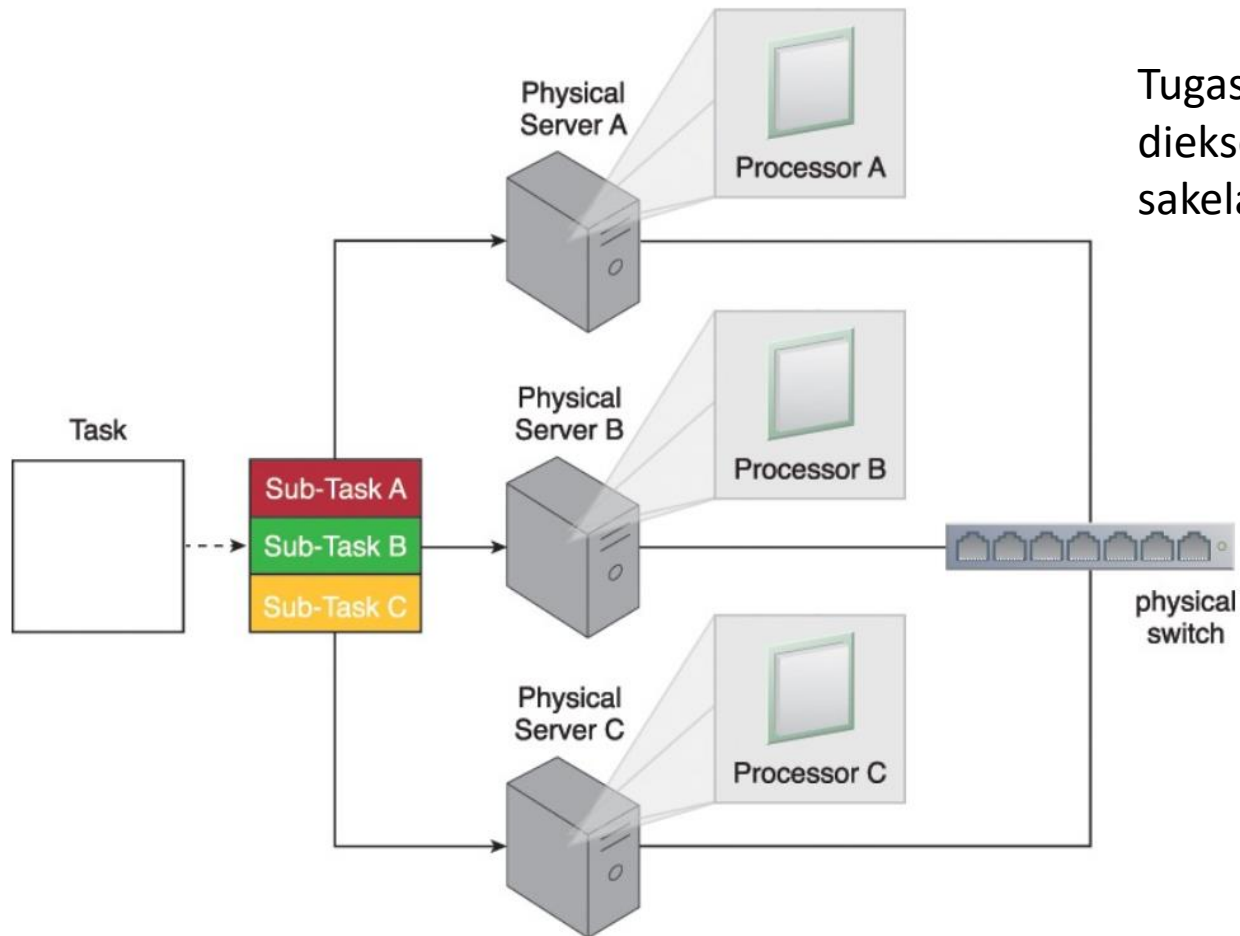 Tugas
sakela
Physical
Server A
Processor A
Physical
Server B
Processor B
Task
Sub-Task A
Sub-Task B
Sub-Task C
physical
switch
Physical
Server C
Processor C